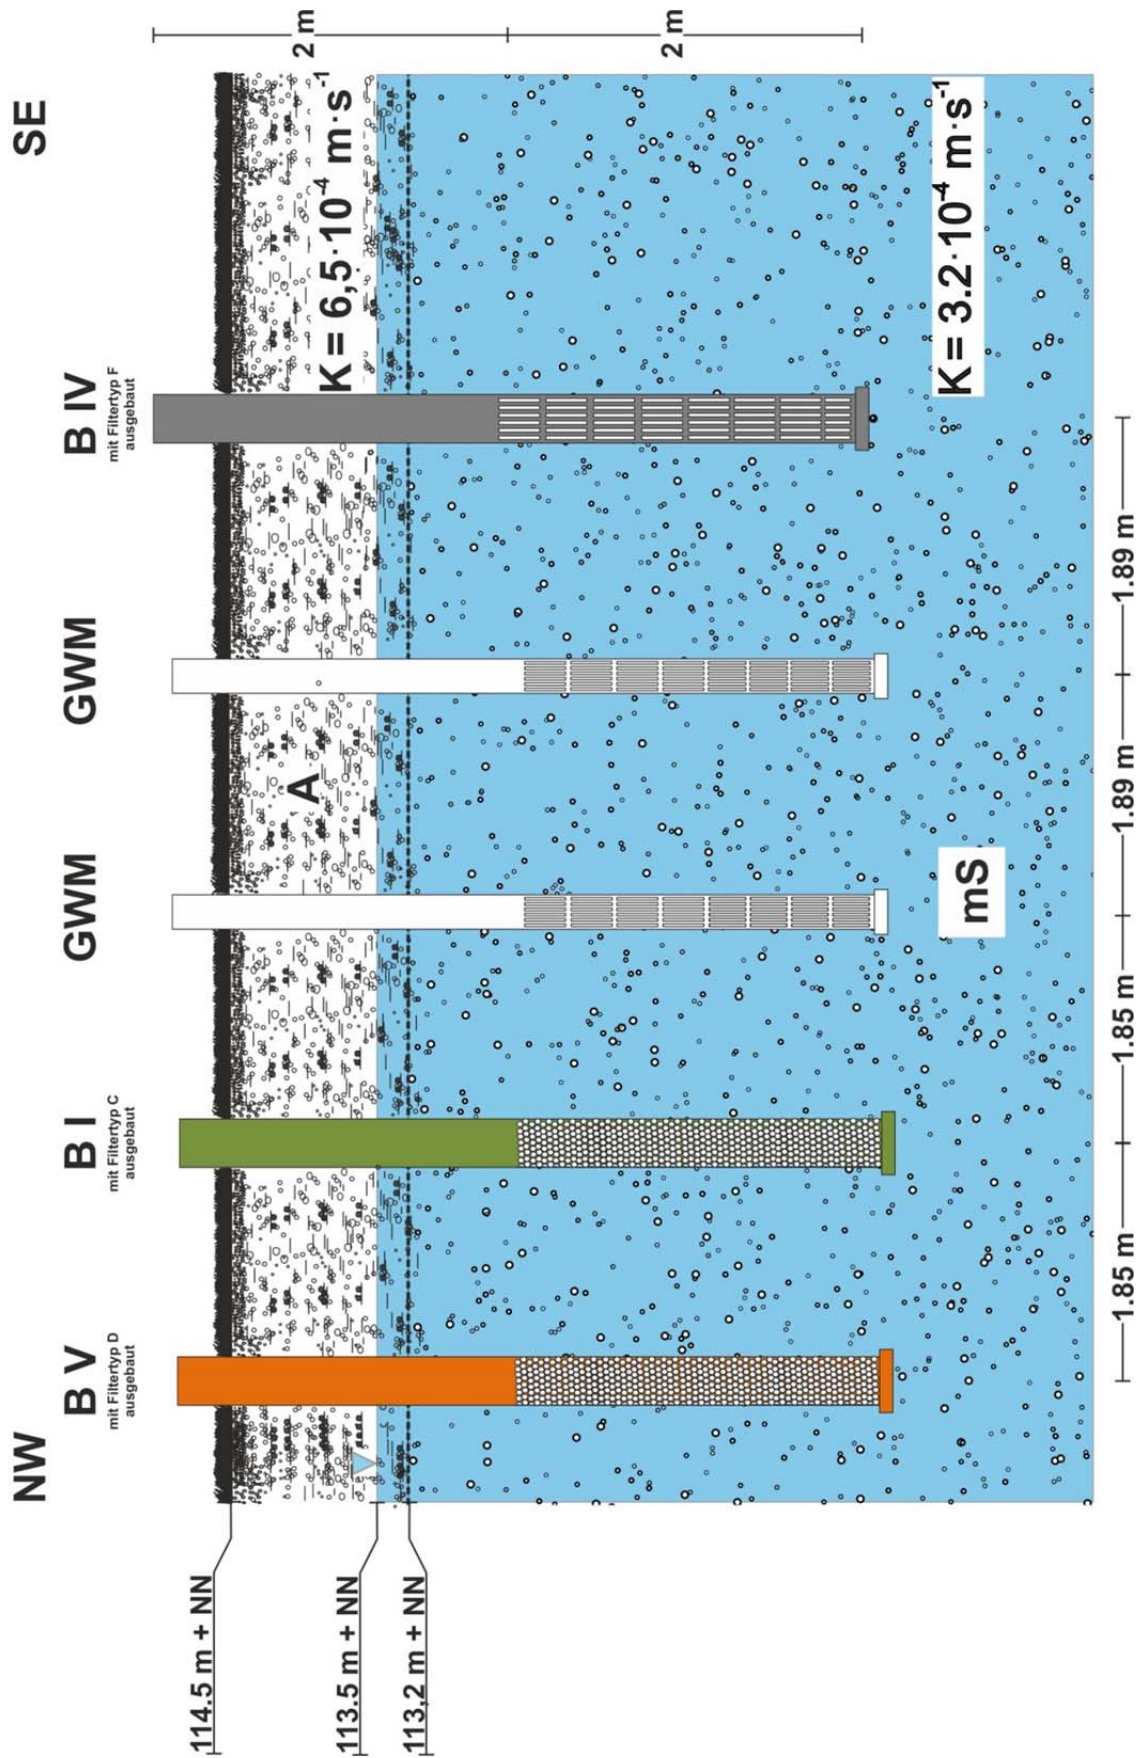 NW
SE
B V
mit Filtertyp D
ausgebaut
B I
mit Filtertyp C
ausgebaut
GWM
GWM
B IV
mit Filtertyp F
ausgebaut
114.5 m + NN
113.5 m + NN
113,2 m + NN
A
K = 6,5·10⁻⁴ m·s⁻¹
2 m
2 m
mS
K = 3.2·10⁻⁴ m·s⁻¹
1.85 m
1.85 m
1.89 m
1.89 m